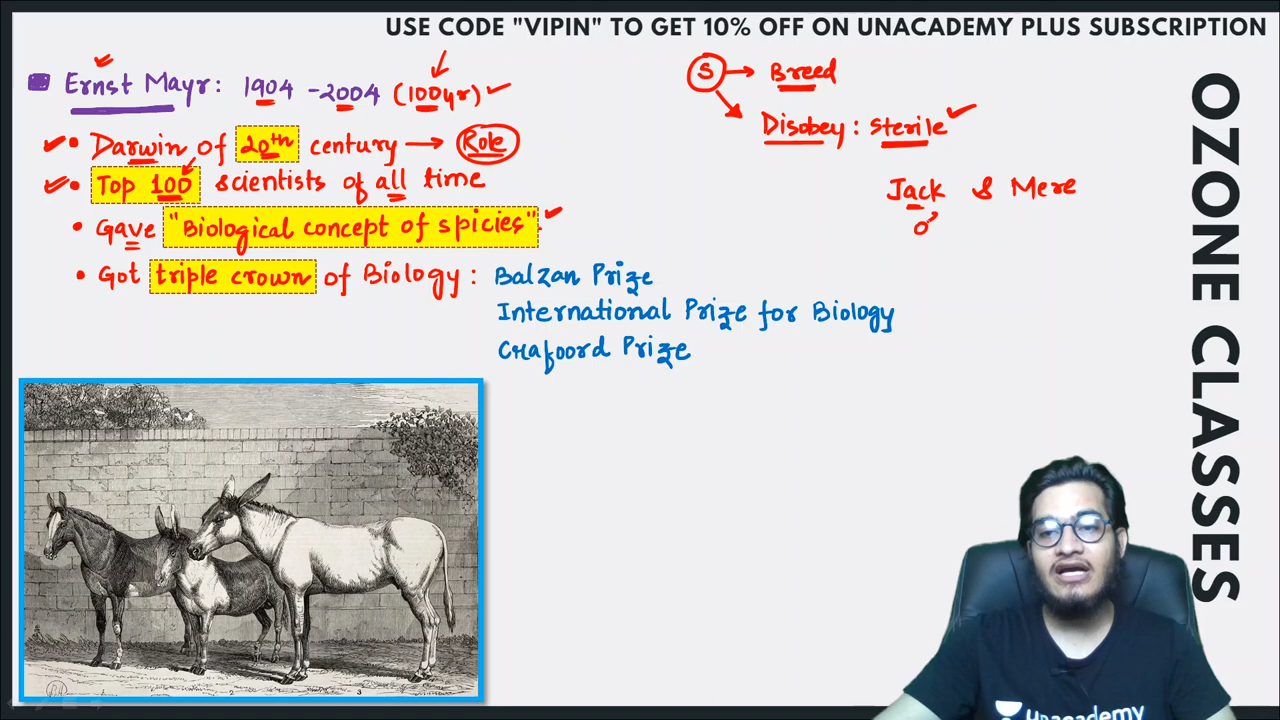 USE CODE "VIPIN" TO GET 10% OFF ON UNACADEMY PLUS SUBSCRIPTION
Ernst Mayr: 1904 - 2004 (100yr)
• Darwin of 20th century → Role
• Top 100 scientists of all time
• Gave "Biological concept of spicies".
• Got triple crown of Biology: Balzan Prize
International Prize for Biology
Crafoord Prize
S → Breed
Disobey: sterile
Jack & Mere
♂
OZONE CLASSES
unacademy